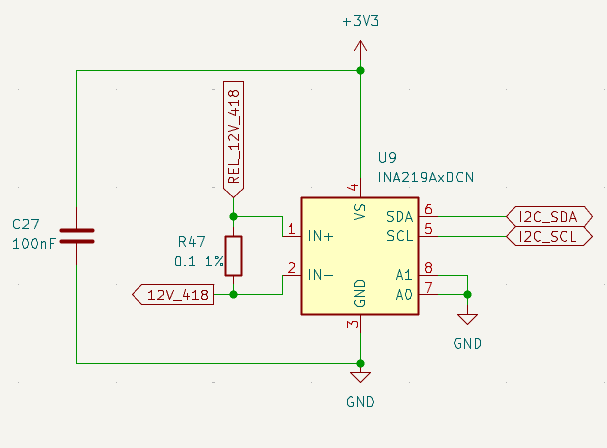 +3V3
REL_12V_418
U9
INA219AxDCN
4
VS
C27
100nF
R47
0.1 1%
1
IN+
SDA
6
I2C_SDA
SCL
5
I2C_SCL
2
IN-
A1
8
12V_418
GND
A0
7
3
GND
GND